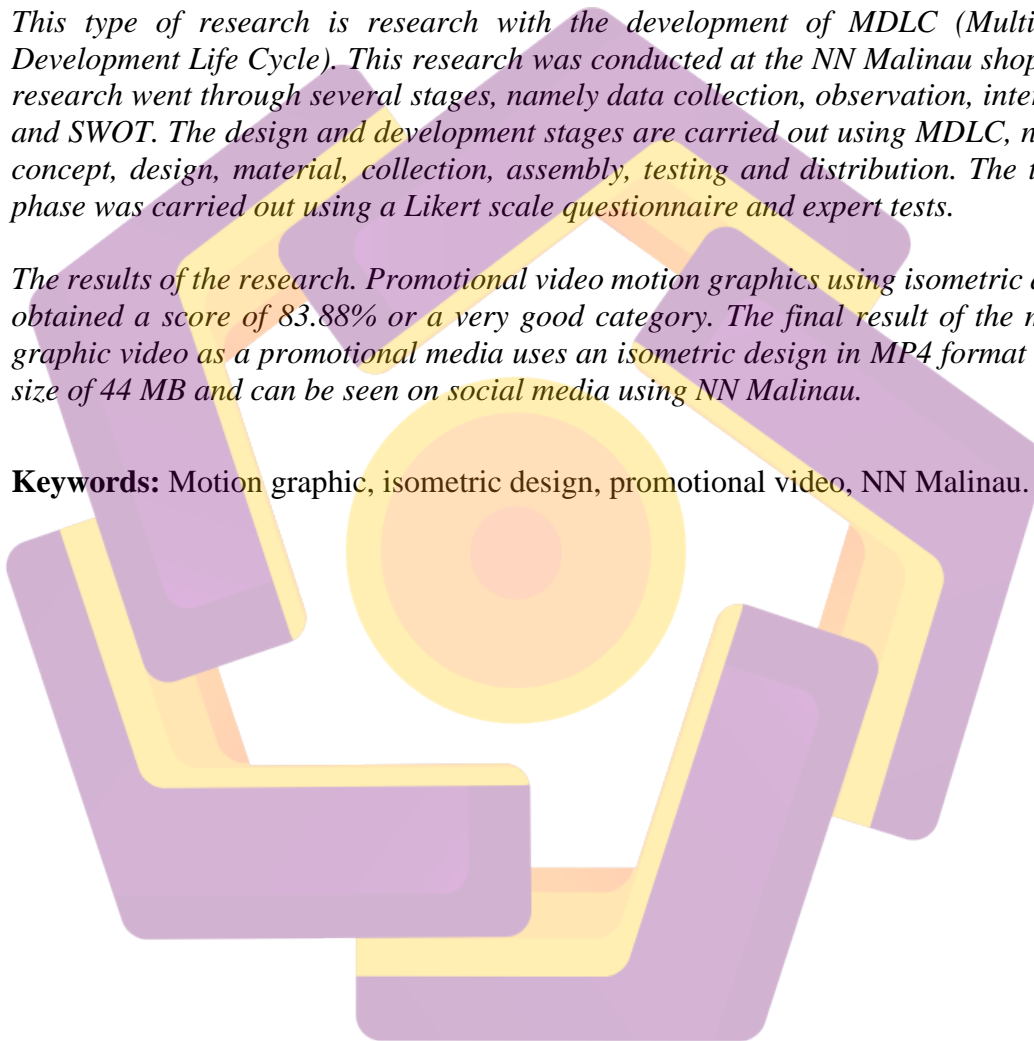 This type of research is research with the development of MDLC (Multi
Development Life Cycle). This research was conducted at the NN Malinau shop
research went through several stages, namely data collection, observation, inter
and SWOT. The design and development stages are carried out using MDLC, n
concept, design, material, collection, assembly, testing and distribution. The t
phase was carried out using a Likert scale questionnaire and expert tests.
The results of the research. Promotional video motion graphics using isometric
obtained a score of 83.88% or a very good category. The final result of the
graphic video as a promotional media uses an isometric design in MP4 format
size of 44 MB and can be seen on social media using NN Malinau.
Keywords: Motion graphic, isometric design, promotional video, NN Malinau.